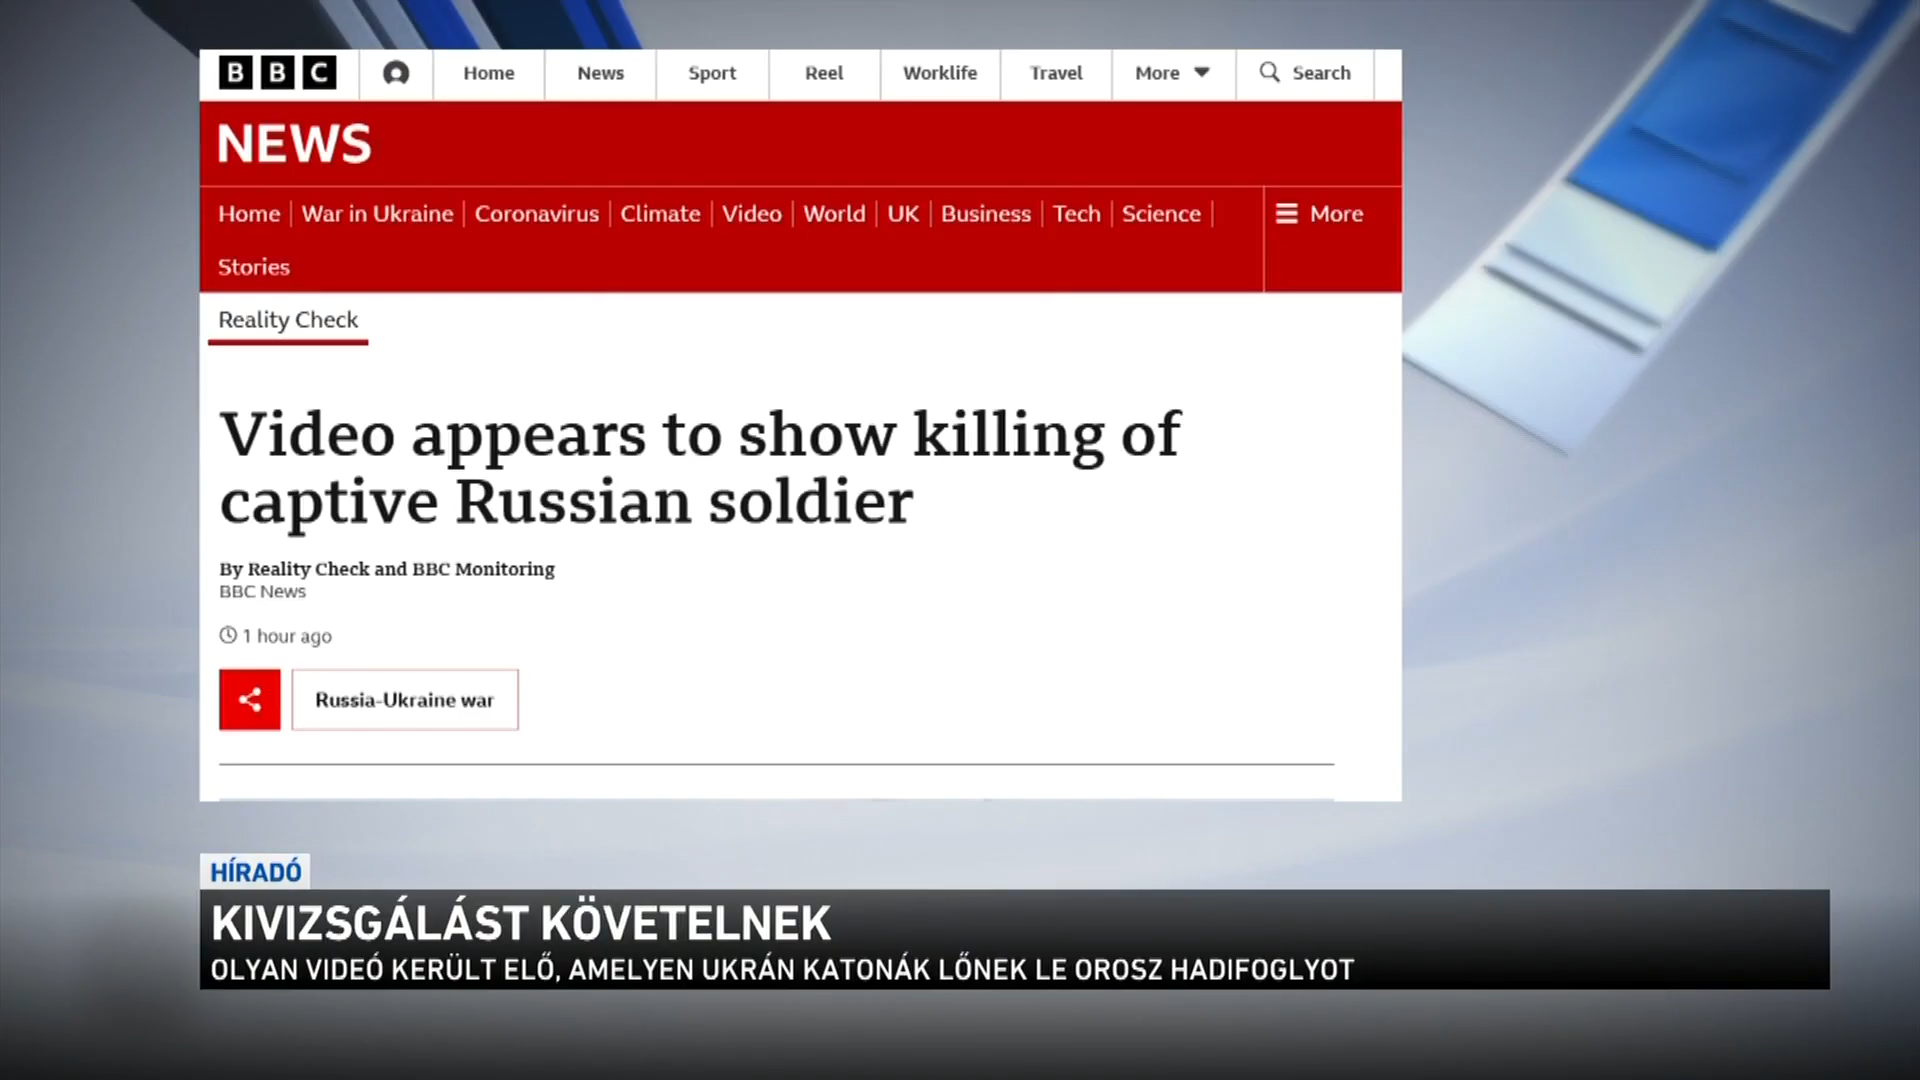 BBC Home News Sport Reel Worklife Travel More Search
NEWS
Home War in Ukraine Coronavirus Climate Video World UK Business Tech Science More
Stories
Reality Check
Video appears to show killing of
captive Russian soldier
By Reality Check and BBC Monitoring
BBC News
1 hour ago
Russia-Ukraine war
HÍRADÓ
KIVIZSGÁLÁST KÖVETELNEK
OLYAN VIDEÓ KERÜLT ELŐ, AMELYEN UKRÁN KATONÁK LŐNEK LE OROSZ HADIFOGLYOT